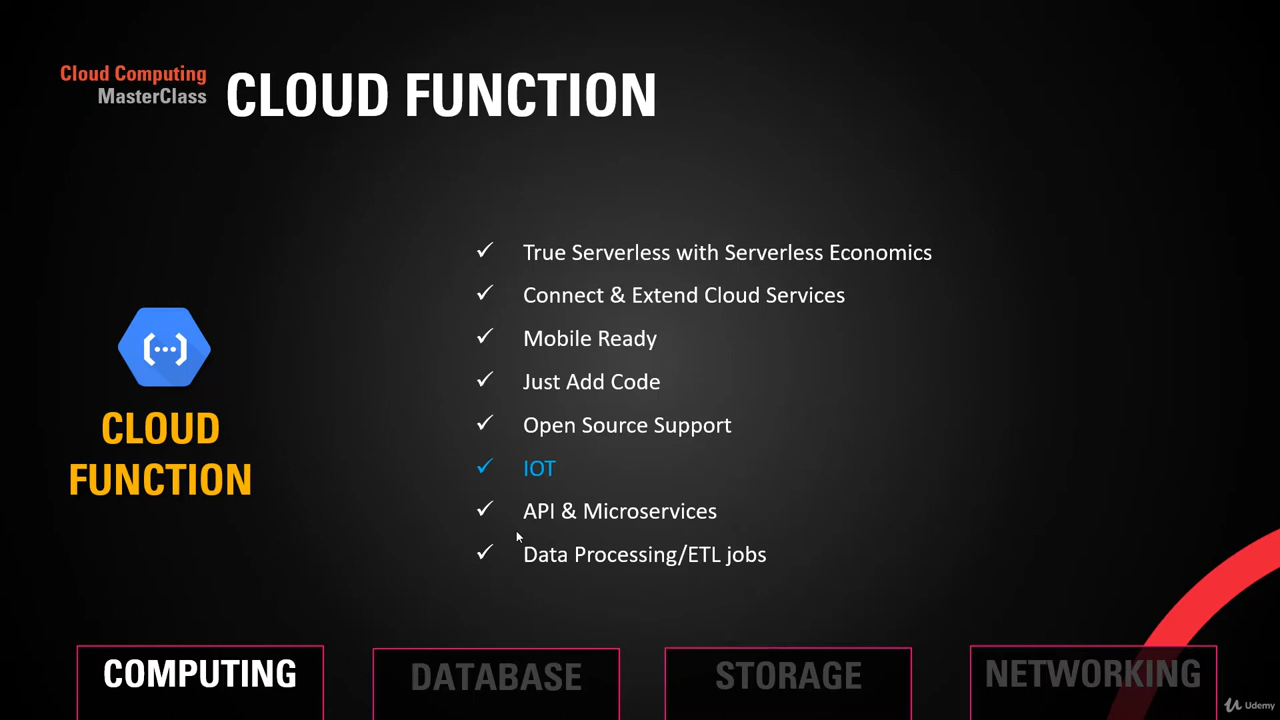 Cloud Computing
MasterClass
CLOUD FUNCTION
True Serverless with Serverless Economics
Connect & Extend Cloud Services
Mobile Ready
Just Add Code
Open Source Support
IOT
API & Microservices
Data Processing/ETL jobs
CLOUD
FUNCTION
COMPUTING
DATABASE
STORAGE
NETWORKING
Udemy